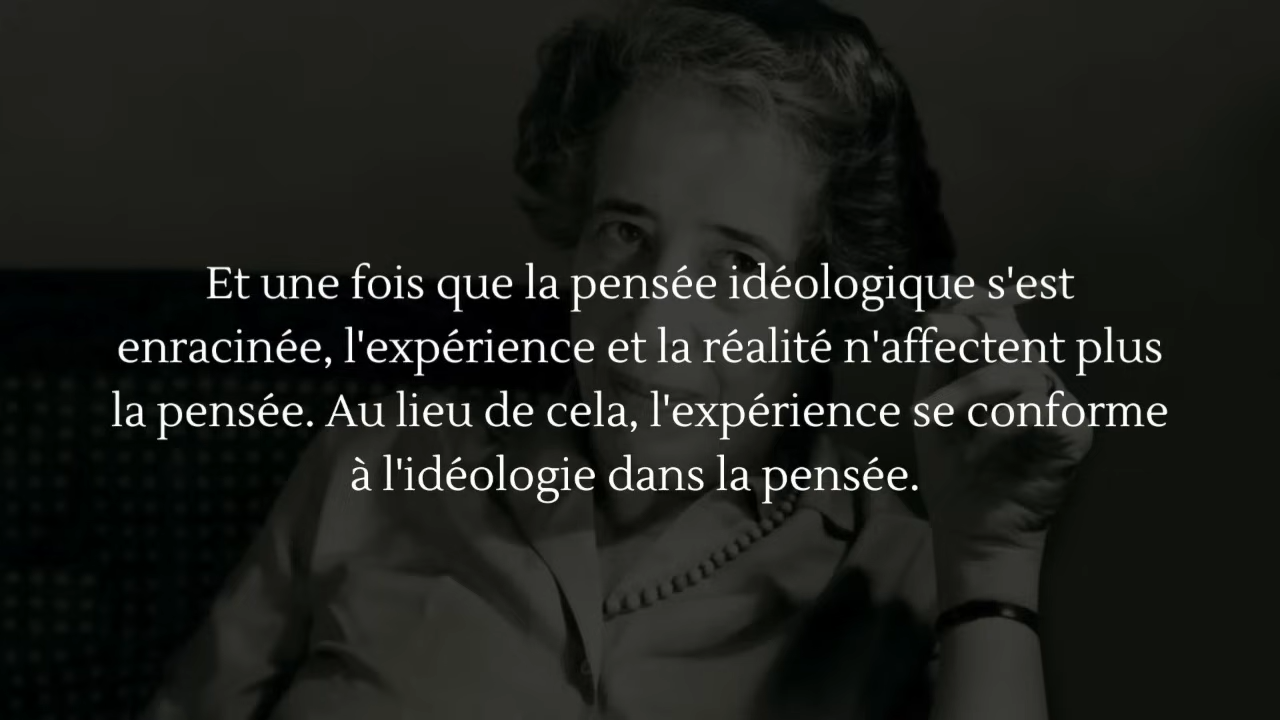 Et une fois que la pensée idéologique s'est
enracinée, l'expérience et la réalité n'affectent plus
la pensée. Au lieu de cela, l'expérience se conforme
à l'idéologie dans la pensée.